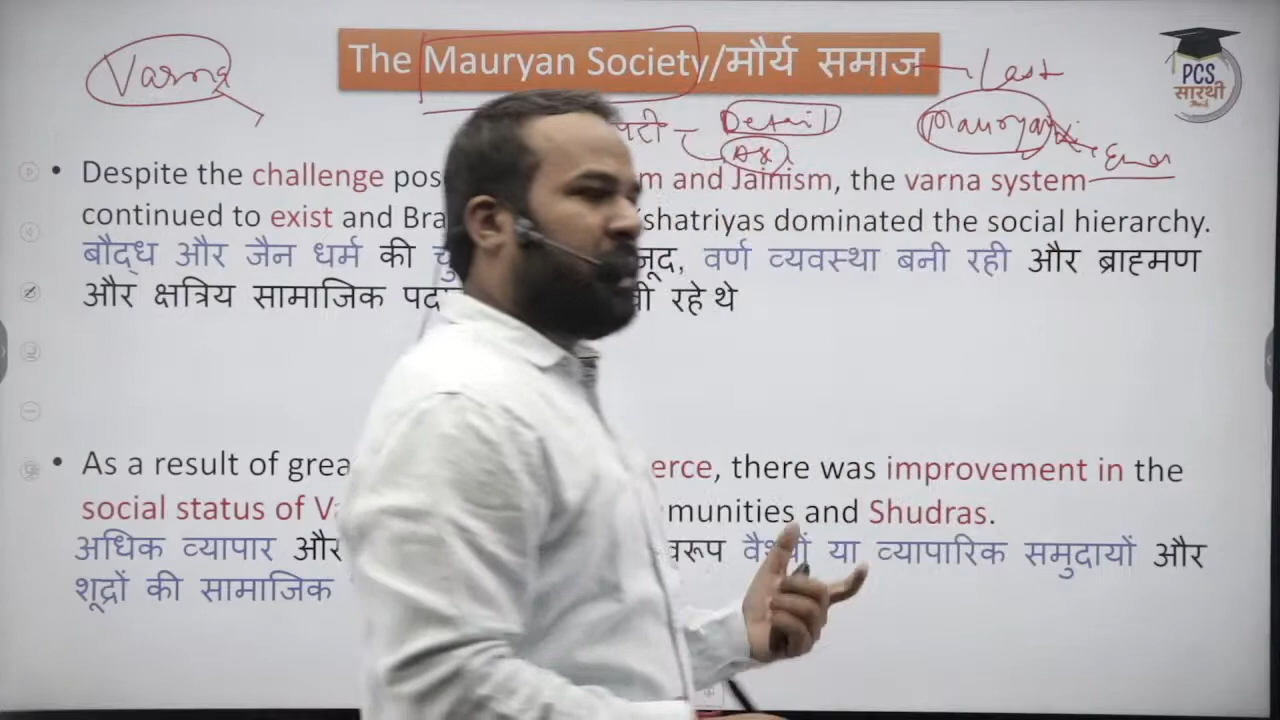 The Mauryan Society/मौर्य समाज
Varna
Last
Detail
Mauryan
PCS
सारथी
• Despite the challenge pos m and Jainism, the varna system
continued to exist and Bra shatriyas dominated the social hierarchy.
बौद्ध और जैन धर्म की जूद, वर्ण व्यवस्था बनी रही और ब्राह्मण
और क्षत्रिय सामाजिक पद रहे थे
• As a result of grea erce, there was improvement in the
social status of Va munities and Shudras.
अधिक व्यापार और वरूप वैश्यों या व्यापारिक समुदायों और
शूद्रों की सामाजिक